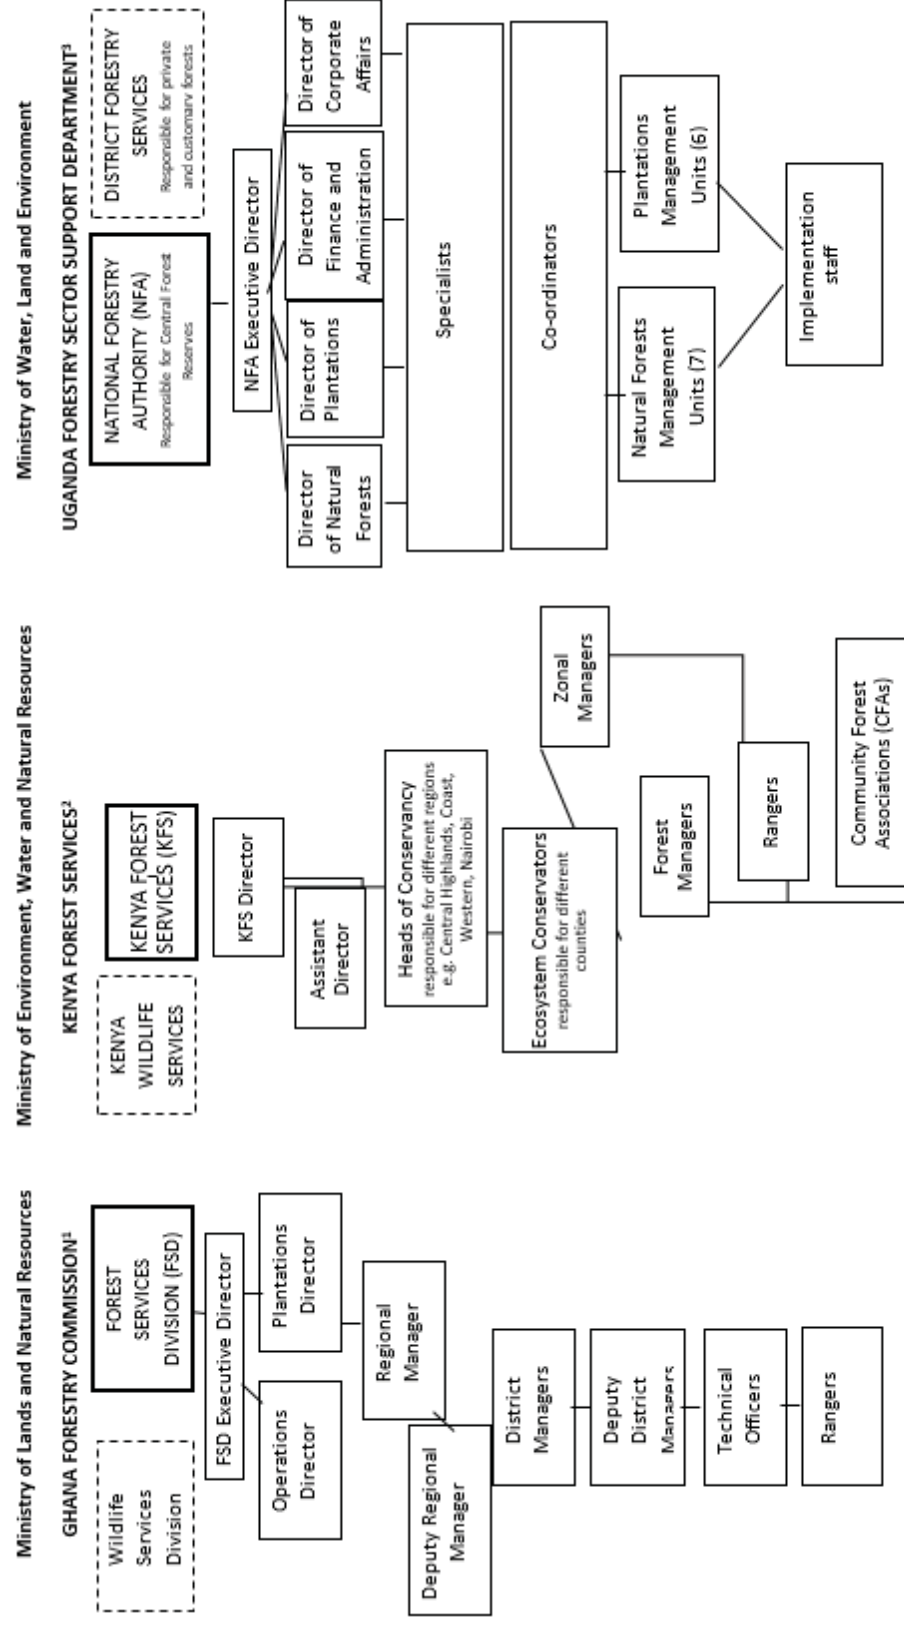 Ministry of Lands and Natural Resources
GHANA FORESTRY COMMISSION¹
Wildlife
Services
Division
FOREST
SERVICES
DIVISION (FSD)
FSD Executive Director
Operations
Director
Plantations
Director
Regional
Manager
Deputy Regional
Manager
District
Managers
Deputy
District
Managers
Technical
Officers
Rangers
Ministry of Environment, Water and Natural Resources
KENYA FOREST SERVICES²
KENYA
WILDLIFE
SERVICES
KENYA FOREST
SERVICES (KFS)
KFS Director
Assistant
Director
Heads of Conservancy
responsible for different regions
e.g. Central Highlands, Coast,
Western, Nairobi
Ecosystem Conservators
responsible for different
counties
Zonal
Managers
Forest
Managers
Rangers
Community Forest
Associations (CFAs)
Ministry of Water, Land and Environment
UGANDA FORESTRY SECTOR SUPPORT DEPARTMENT³
NATIONAL FORESTRY
AUTHORITY (NFA)
Responsible for Central Forest
Reserves
DISTRICT FORESTRY
SERVICES
Responsible for private
and customary forests
NFA Executive Director
Director
of Natural
Forests
Director of
Plantations
Director of
Finance and
Administration
Director of
Corporate
Affairs
Specialists
Co-ordinators
Natural Forests
Management
Units (7)
Plantations
Management
Units (6)
Implementation
staff